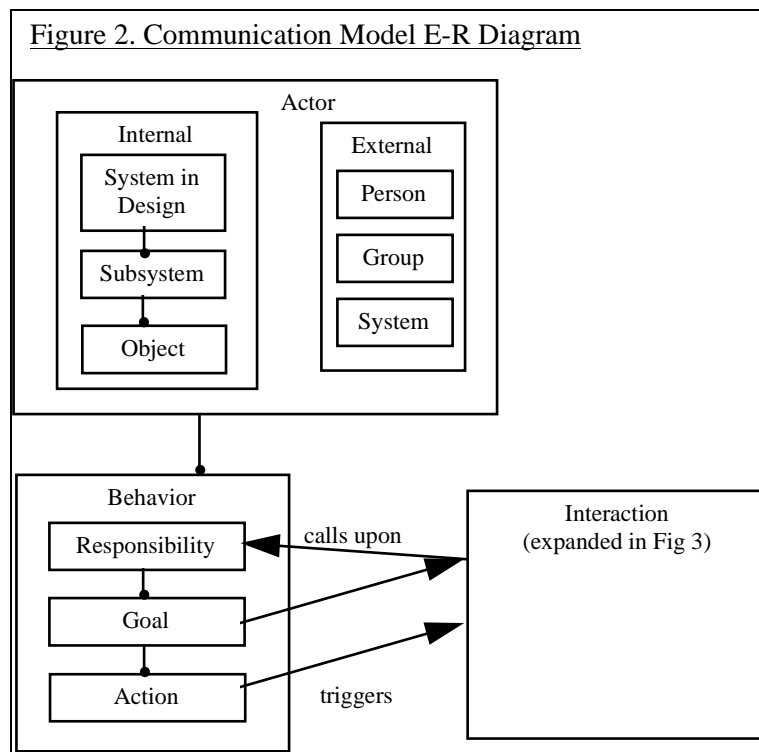 Figure 2. Communication Model E-R Diagram
Actor
Internal
System in
Design
Subsystem
Object
External
Person
Group
System
Behavior
Responsibility
Goal
Action
calls upon
triggers
Interaction
(expanded in Fig 3)